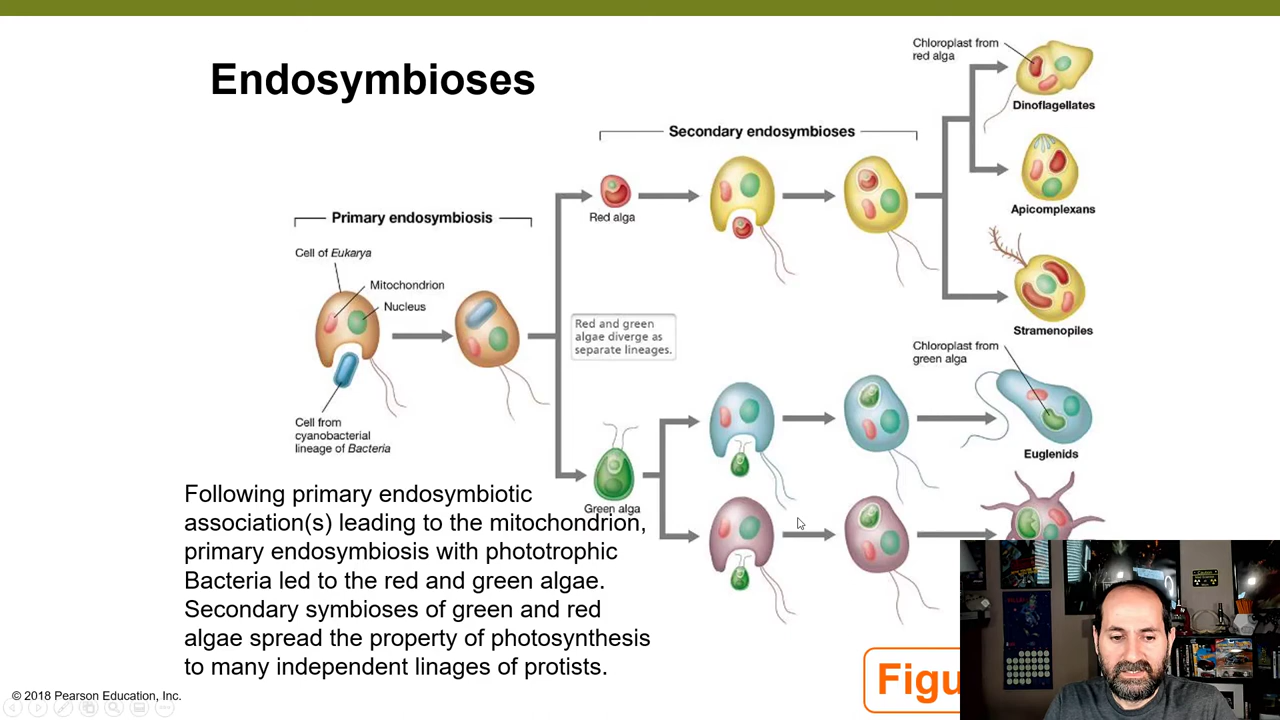 Endosymbioses
Primary endosymbiosis
Cell of Eukarya
Mitochondrion
Nucleus
Cell from
cyanobacterial
lineage of Bacteria
Red and green
algae diverge as
separate lineages.
Secondary endosymbioses
Red alga
Green alga
Chloroplast from
red alga
Dinoflagellates
Apicomplexans
Stramenopiles
Chloroplast from
green alga
Euglenids
Following primary endosymbiotic
association(s) leading to the mitochondrion,
primary endosymbiosis with phototrophic
Bacteria led to the red and green algae.
Secondary symbioses of green and red
algae spread the property of photosynthesis
to many independent linages of protists.
© 2018 Pearson Education, Inc.